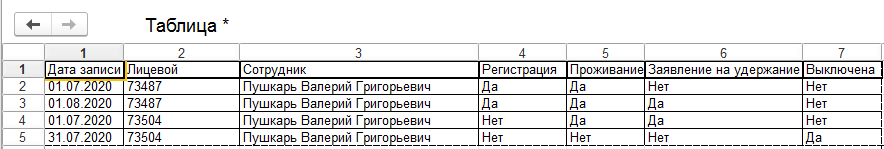 Таблица *
1 2 3 4 5 6 7
1 Дата записи Лицевой Сотрудник Регистрация Проживание Заявление на удержание Выключена
2 01.07.2020 73487 Пушкарь Валерий Григорьевич Да Да Нет Нет
3 01.08.2020 73487 Пушкарь Валерий Григорьевич Да Да Да Нет
4 01.07.2020 73504 Пушкарь Валерий Григорьевич Нет Да Да Нет
5 31.07.2020 73504 Пушкарь Валерий Григорьевич Нет Нет Нет Да